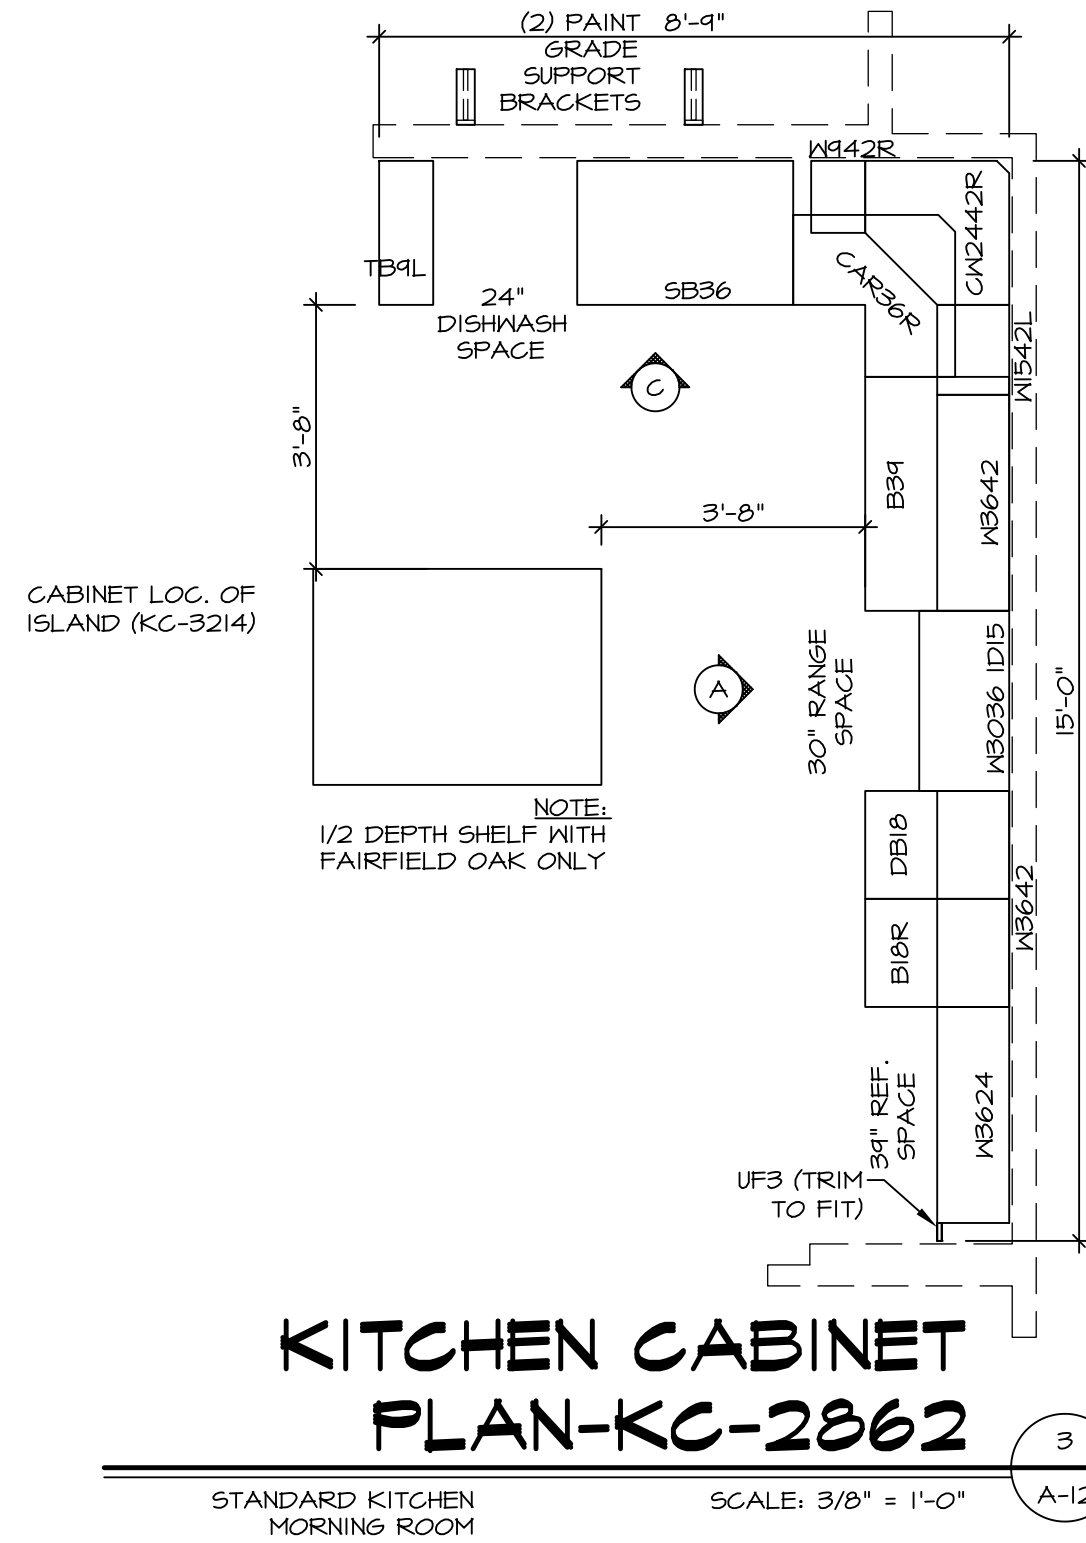 (2) PAINT 8'-9"
GRADE
SUPPORT
BRACKETS
W942R
CW2442R
TB9L
24"
DISHWASH
SPACE
SB36
CAR36R
W1542L
C
3'-8"
B39
W3642
3'-8"
CABINET LOC. OF
ISLAND (KC-3214)
A
30" RANGE
SPACE
W3036 1D15
15'-0"
NOTE:
1/2 DEPTH SHELF WITH
FAIRFIELD OAK ONLY
DB18
W3642
B18R
39" REF.
SPACE
W3624
UF3 (TRIM
TO FIT)
KITCHEN CABINET
PLAN-KC-2862
3
A-12
STANDARD KITCHEN
MORNING ROOM
SCALE: 3/8" = 1'-0"